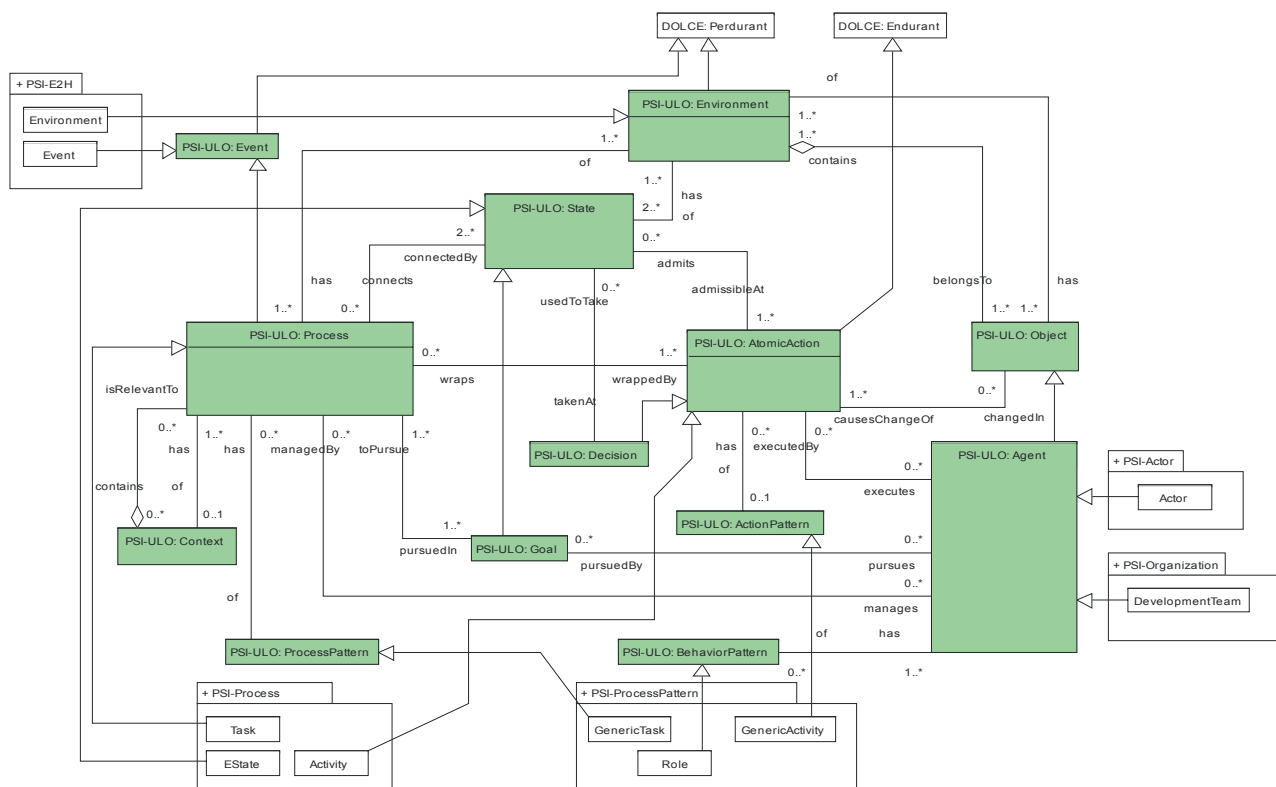 DOLCE: Perdurant
DOLCE: Endurant
+ PSI-E2H
of
PSI-ULO: Environment
Environment
1..*
PSI-ULO: Event
1..*
1..*
Event
of
contains
1..*
has
PSI-ULO: State
2..*
of
2..*
0..*
connectedBy
admits
has
connects
0..*
admissibleAt
belongsTo
has
usedToTake
1..*
0..*
1..*
1..*
1..*
PSI-ULO: Process
PSI-ULO: AtomicAction
PSI-ULO: Object
0..*
1..*
wraps
wrappedBy
isRelevantTo
takenAt
1..*
0..*
causesChangeOf
changedIn
0..*
1..*
0..*
0..*
1..*
0..*
0..*
has
has
managedBy
toPursue
has
executedBy
PSI-ULO: Decision
PSI-ULO: Agent
+ PSI-Actor
of
0..*
contains
of
executes
Actor
0..*
0..1
0..1
PSI-ULO: ActionPattern
1..*
PSI-ULO: Context
PSI-ULO: Goal
0..*
0..*
pursuedIn
pursuedBy
pursues
+ PSI-Organization
0..*
of
manages
DevelopmentTeam
of
has
PSI-ULO: ProcessPattern
PSI-ULO: BehaviorPattern
0..*
1..*
+ PSI-Process
+ PSI-ProcessPattern
Task
GenericTask
GenericActivity
EState
Activity
Role